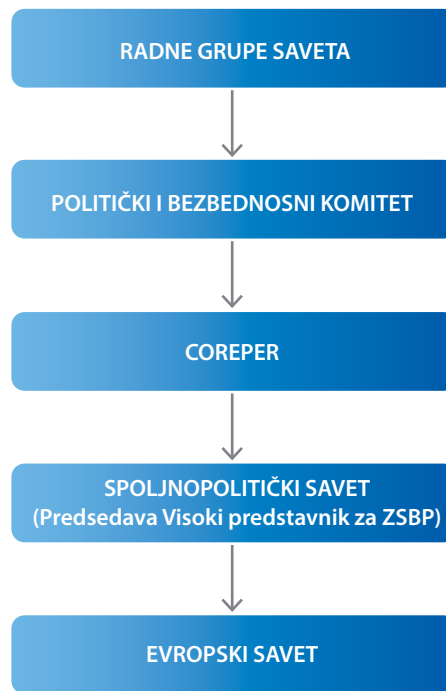 RADNE GRUPE SAVETA
POLITIČKI I BEZBEDNOSNI KOMITET
COREPER
SPOLJNOPOLITIČKI SAVET
(Predsedava Visoki predstavnik za ZSBP)
EVROPSKI SAVET